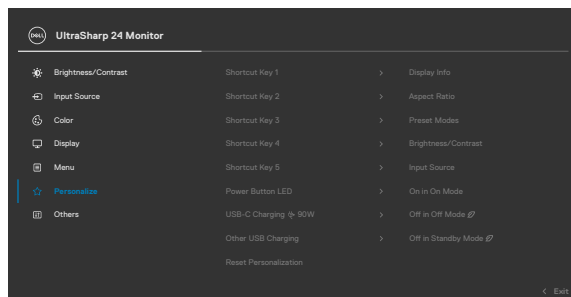 DELL UltraSharp 24 Monitor
Brightness/Contrast Shortcut Key 1 > Display Info
Input Source Shortcut Key 2 > Aspect Ratio
Color Shortcut Key 3 > Preset Modes
Display Shortcut Key 4 > Brightness/Contrast
Menu Shortcut Key 5 > Input Source
Personalize Power Button LED > On in On Mode
Others USB-C Charging 90W > Off in Off Mode
Other USB Charging > Off in Standby Mode
Reset Personalization
< Exit